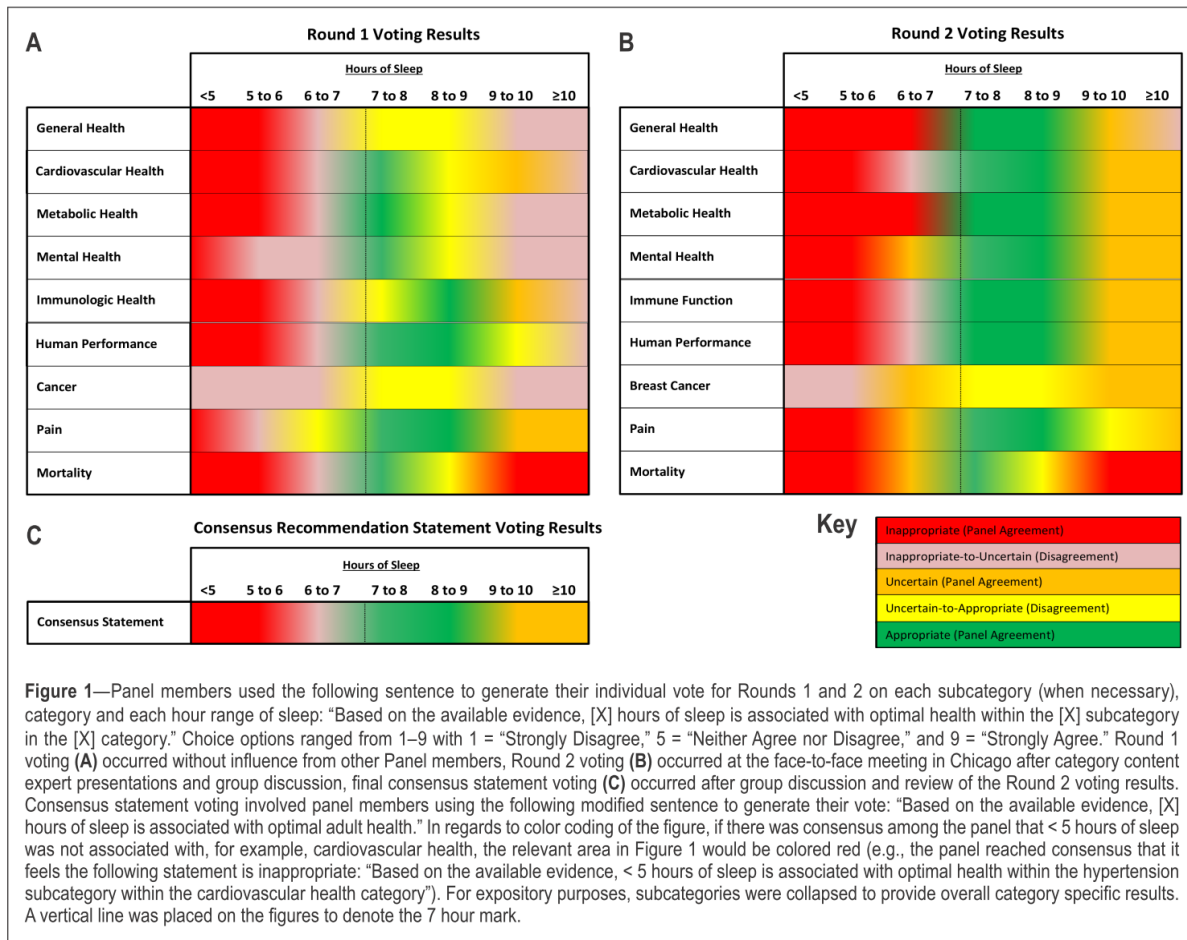 A
Round 1 Voting Results
Hours of Sleep
<5 5 to 6 6 to 7 7 to 8 8 to 9 9 to 10 ≥10
General Health
Cardiovascular Health
Metabolic Health
Mental Health
Immunologic Health
Human Performance
Cancer
Pain
Mortality
B
Round 2 Voting Results
Hours of Sleep
<5 5 to 6 6 to 7 7 to 8 8 to 9 9 to 10 ≥10
General Health
Cardiovascular Health
Metabolic Health
Mental Health
Immune Function
Human Performance
Breast Cancer
Pain
Mortality
C
Consensus Recommendation Statement Voting Results
Hours of Sleep
<5 5 to 6 6 to 7 7 to 8 8 to 9 9 to 10 ≥10
Consensus Statement
Key
Inappropriate (Panel Agreement)
Inappropriate-to-Uncertain (Disagreement)
Uncertain (Panel Agreement)
Uncertain-to-Appropriate (Disagreement)
Appropriate (Panel Agreement)
Figure 1—Panel members used the following sentence to generate their individual vote for Rounds 1 and 2 on each subcategory (when necessary),
category and each hour range of sleep: “Based on the available evidence, [X] hours of sleep is associated with optimal health within the [X] subcategory
in the [X] category.” Choice options ranged from 1–9 with 1 = “Strongly Disagree,” 5 = “Neither Agree nor Disagree,” and 9 = “Strongly Agree.” Round 1
voting (A) occurred without influence from other Panel members, Round 2 voting (B) occurred at the face-to-face meeting in Chicago after category content
expert presentations and group discussion, final consensus statement voting (C) occurred after group discussion and review of the Round 2 voting results.
Consensus statement voting involved panel members using the following modified sentence to generate their vote: “Based on the available evidence, [X]
hours of sleep is associated with optimal adult health.” In regards to color coding of the figure, if there was consensus among the panel that < 5 hours of sleep
was not associated with, for example, cardiovascular health, the relevant area in Figure 1 would be colored red (e.g., the panel reached consensus that it
feels the following statement is inappropriate: “Based on the available evidence, < 5 hours of sleep is associated with optimal health within the hypertension
subcategory within the cardiovascular health category”). For expository purposes, subcategories were collapsed to provide overall category specific results.
A vertical line was placed on the figures to denote the 7 hour mark.